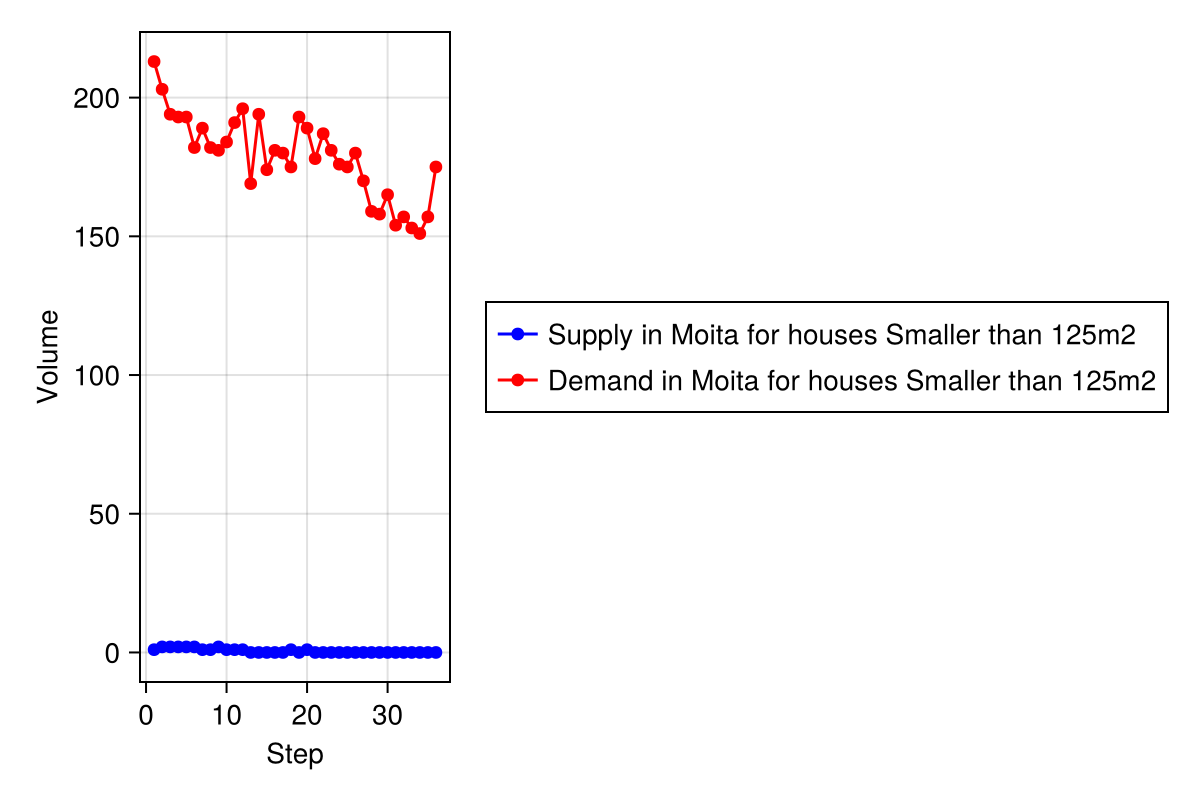 200
150
100
50
0
Volume
0 10 20 30
Step
Supply in Moita for houses Smaller than 125m2
Demand in Moita for houses Smaller than 125m2